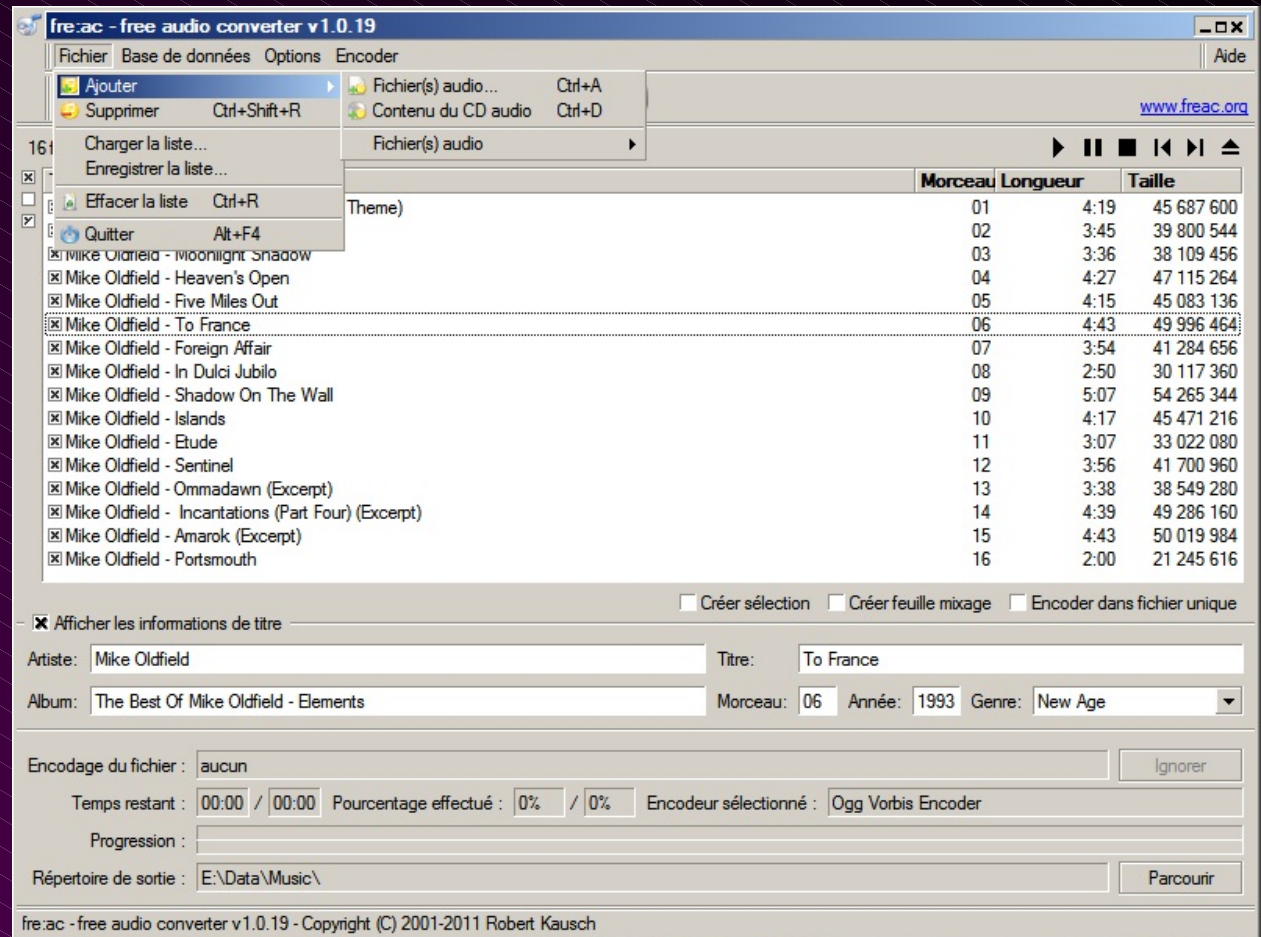 fre:ac - free audio converter v1.0.19
Fichier Base de données Options Encoder Aide
Ajouter
Supprimer Ctrl+Shift+R
Charger la liste...
Enregistrer la liste...
Effacer la liste Ctrl+R
Quitter Alt+F4
Fichier(s) audio... Ctrl+A
Contenu du CD audio Ctrl+D
Fichier(s) audio
www.freac.org
16
Morceau Longueur Taille
Theme) 01 4:19 45 687 600
02 3:45 39 800 544
Mike Oldfield - Moonlight Shadow 03 3:36 38 109 456
Mike Oldfield - Heaven's Open 04 4:27 47 115 264
Mike Oldfield - Five Miles Out 05 4:15 45 083 136
Mike Oldfield - To France 06 4:43 49 996 464
Mike Oldfield - Foreign Affair 07 3:54 41 284 656
Mike Oldfield - In Dulci Jubilo 08 2:50 30 117 360
Mike Oldfield - Shadow On The Wall 09 5:07 54 265 344
Mike Oldfield - Islands 10 4:17 45 471 216
Mike Oldfield - Etude 11 3:07 33 022 080
Mike Oldfield - Sentinel 12 3:56 41 700 960
Mike Oldfield - Ommadawn (Excerpt) 13 3:38 38 549 280
Mike Oldfield - Incantations (Part Four) (Excerpt) 14 4:39 49 286 160
Mike Oldfield - Amarok (Excerpt) 15 4:43 50 019 984
Mike Oldfield - Portsmouth 16 2:00 21 245 616
Créer sélection Créer feuille mixage Encoder dans fichier unique
Afficher les informations de titre
Artiste: Mike Oldfield Titre: To France
Album: The Best Of Mike Oldfield - Elements Morceau: 06 Année: 1993 Genre: New Age
Encodage du fichier : aucun Ignorer
Temps restant : 00:00 / 00:00 Pourcentage effectué : 0% / 0% Encodeur sélectionné : Ogg Vorbis Encoder
Progression :
Répertoire de sortie : E:\Data\Music\ Parcourir
fre:ac - free audio converter v1.0.19 - Copyright (C) 2001-2011 Robert Kausch